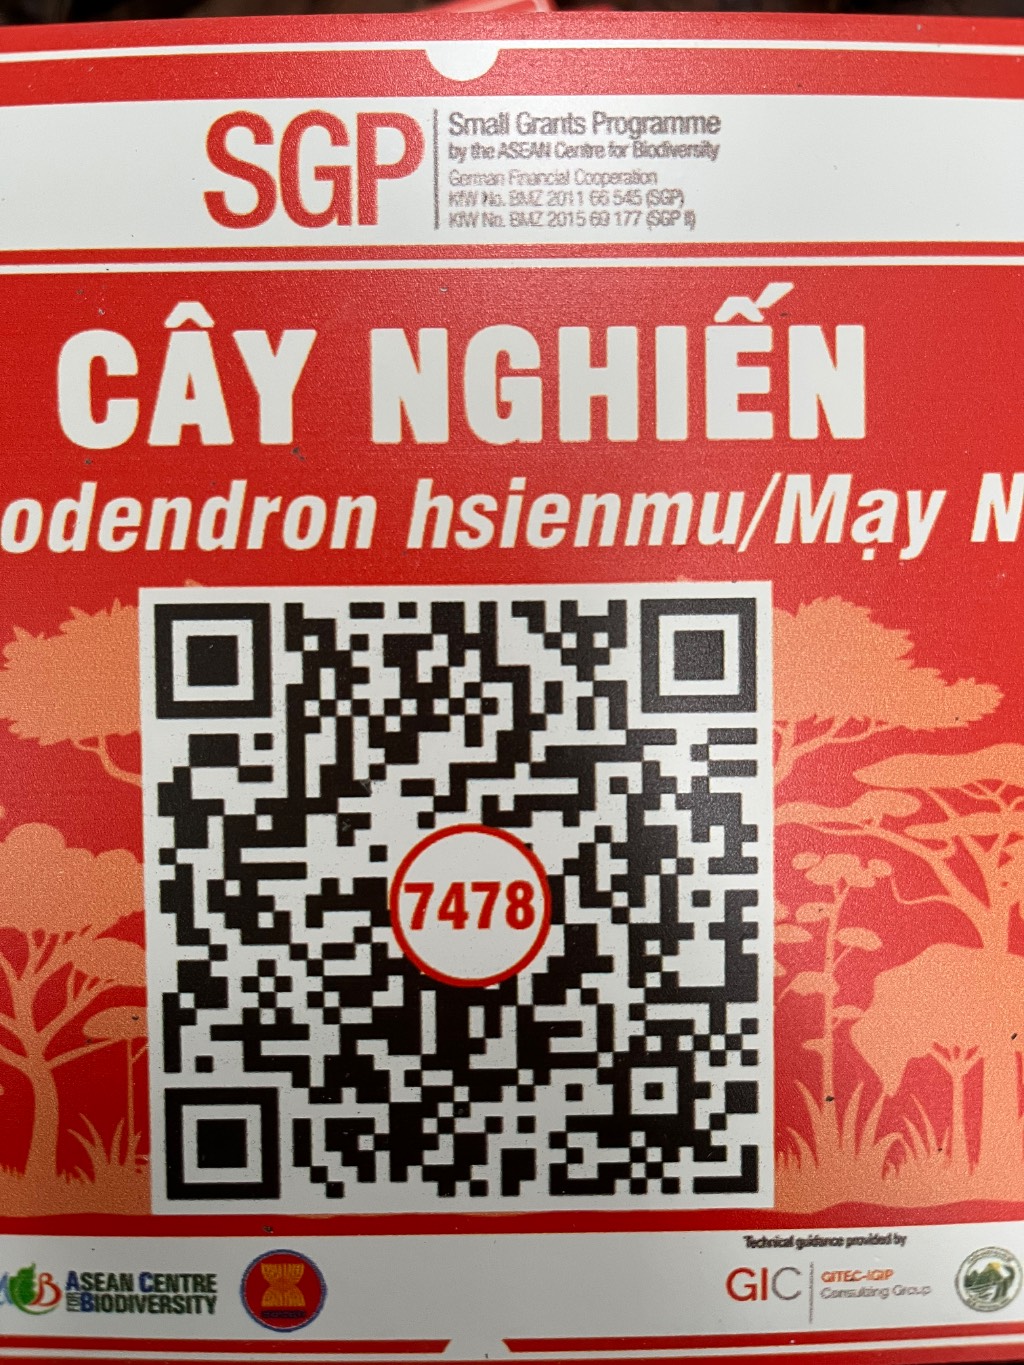 SGP
Small Grants Programme
by the ASEAN Centre for Biodiversity
German Financial Cooperation
KfW No. BMZ 2011 66 545 (SGP)
KfW No. BMZ 2015 69 177 (SGP II)
CÂY NGHIẾN
odendron hsienmu/Mạy N
7478
ACB
ASEAN CENTRE
FOR BIODIVERSITY
Technical guidance provided by
GIC
GITEC-IGIP
Consulting Group